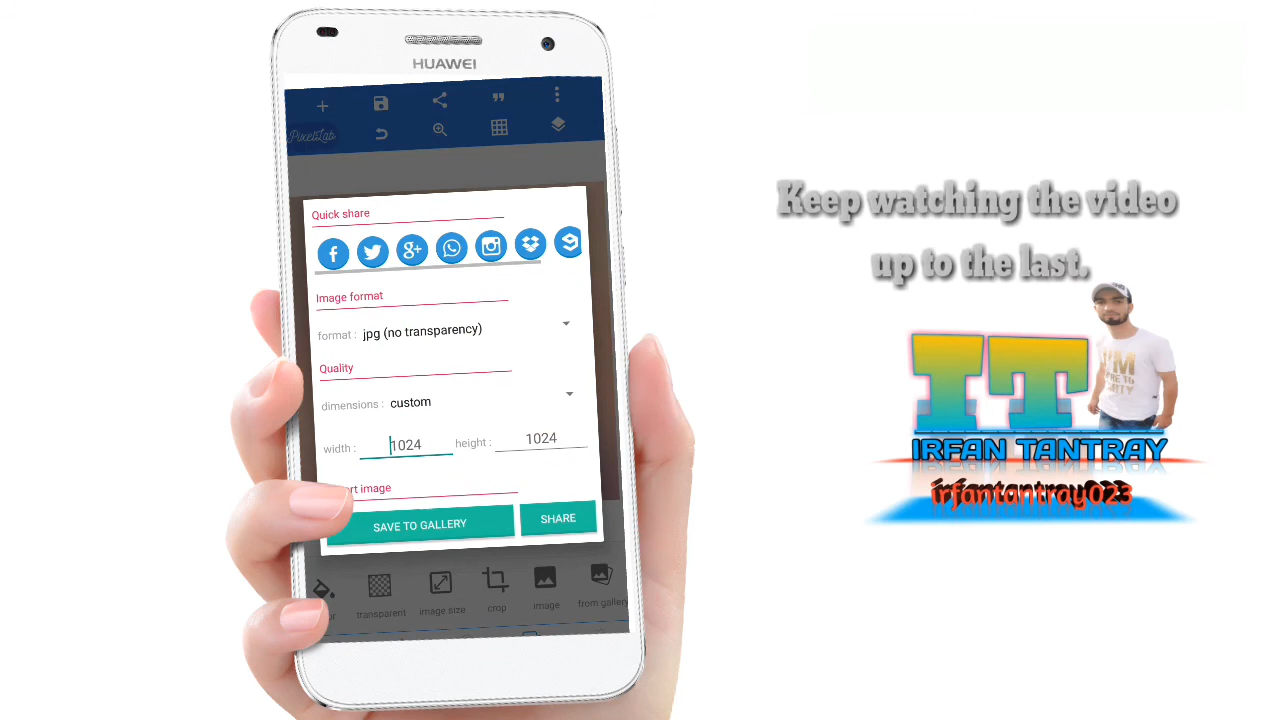 HUAWEI
PixelLab
Quick share
Image format
format : jpg (no transparency)
Quality
dimensions : custom
width : 1024 height : 1024
SAVE TO GALLERY SHARE
transparent image size crop image from gallery
Keep watching the video
up to the last.
I'M
IT
IRFAN TANTRAY
irfantantray023